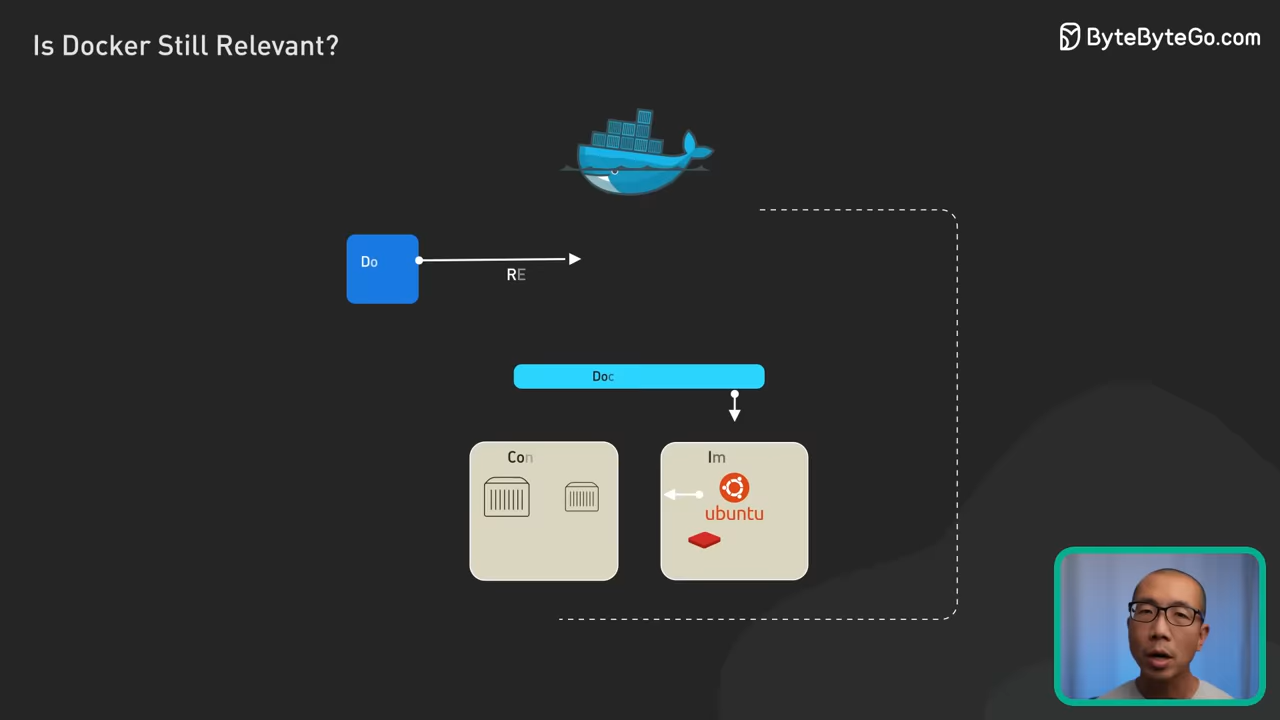 Is Docker Still Relevant?
ByteByteGo.com
Do
RE
Doc
Con
Im
ubuntu